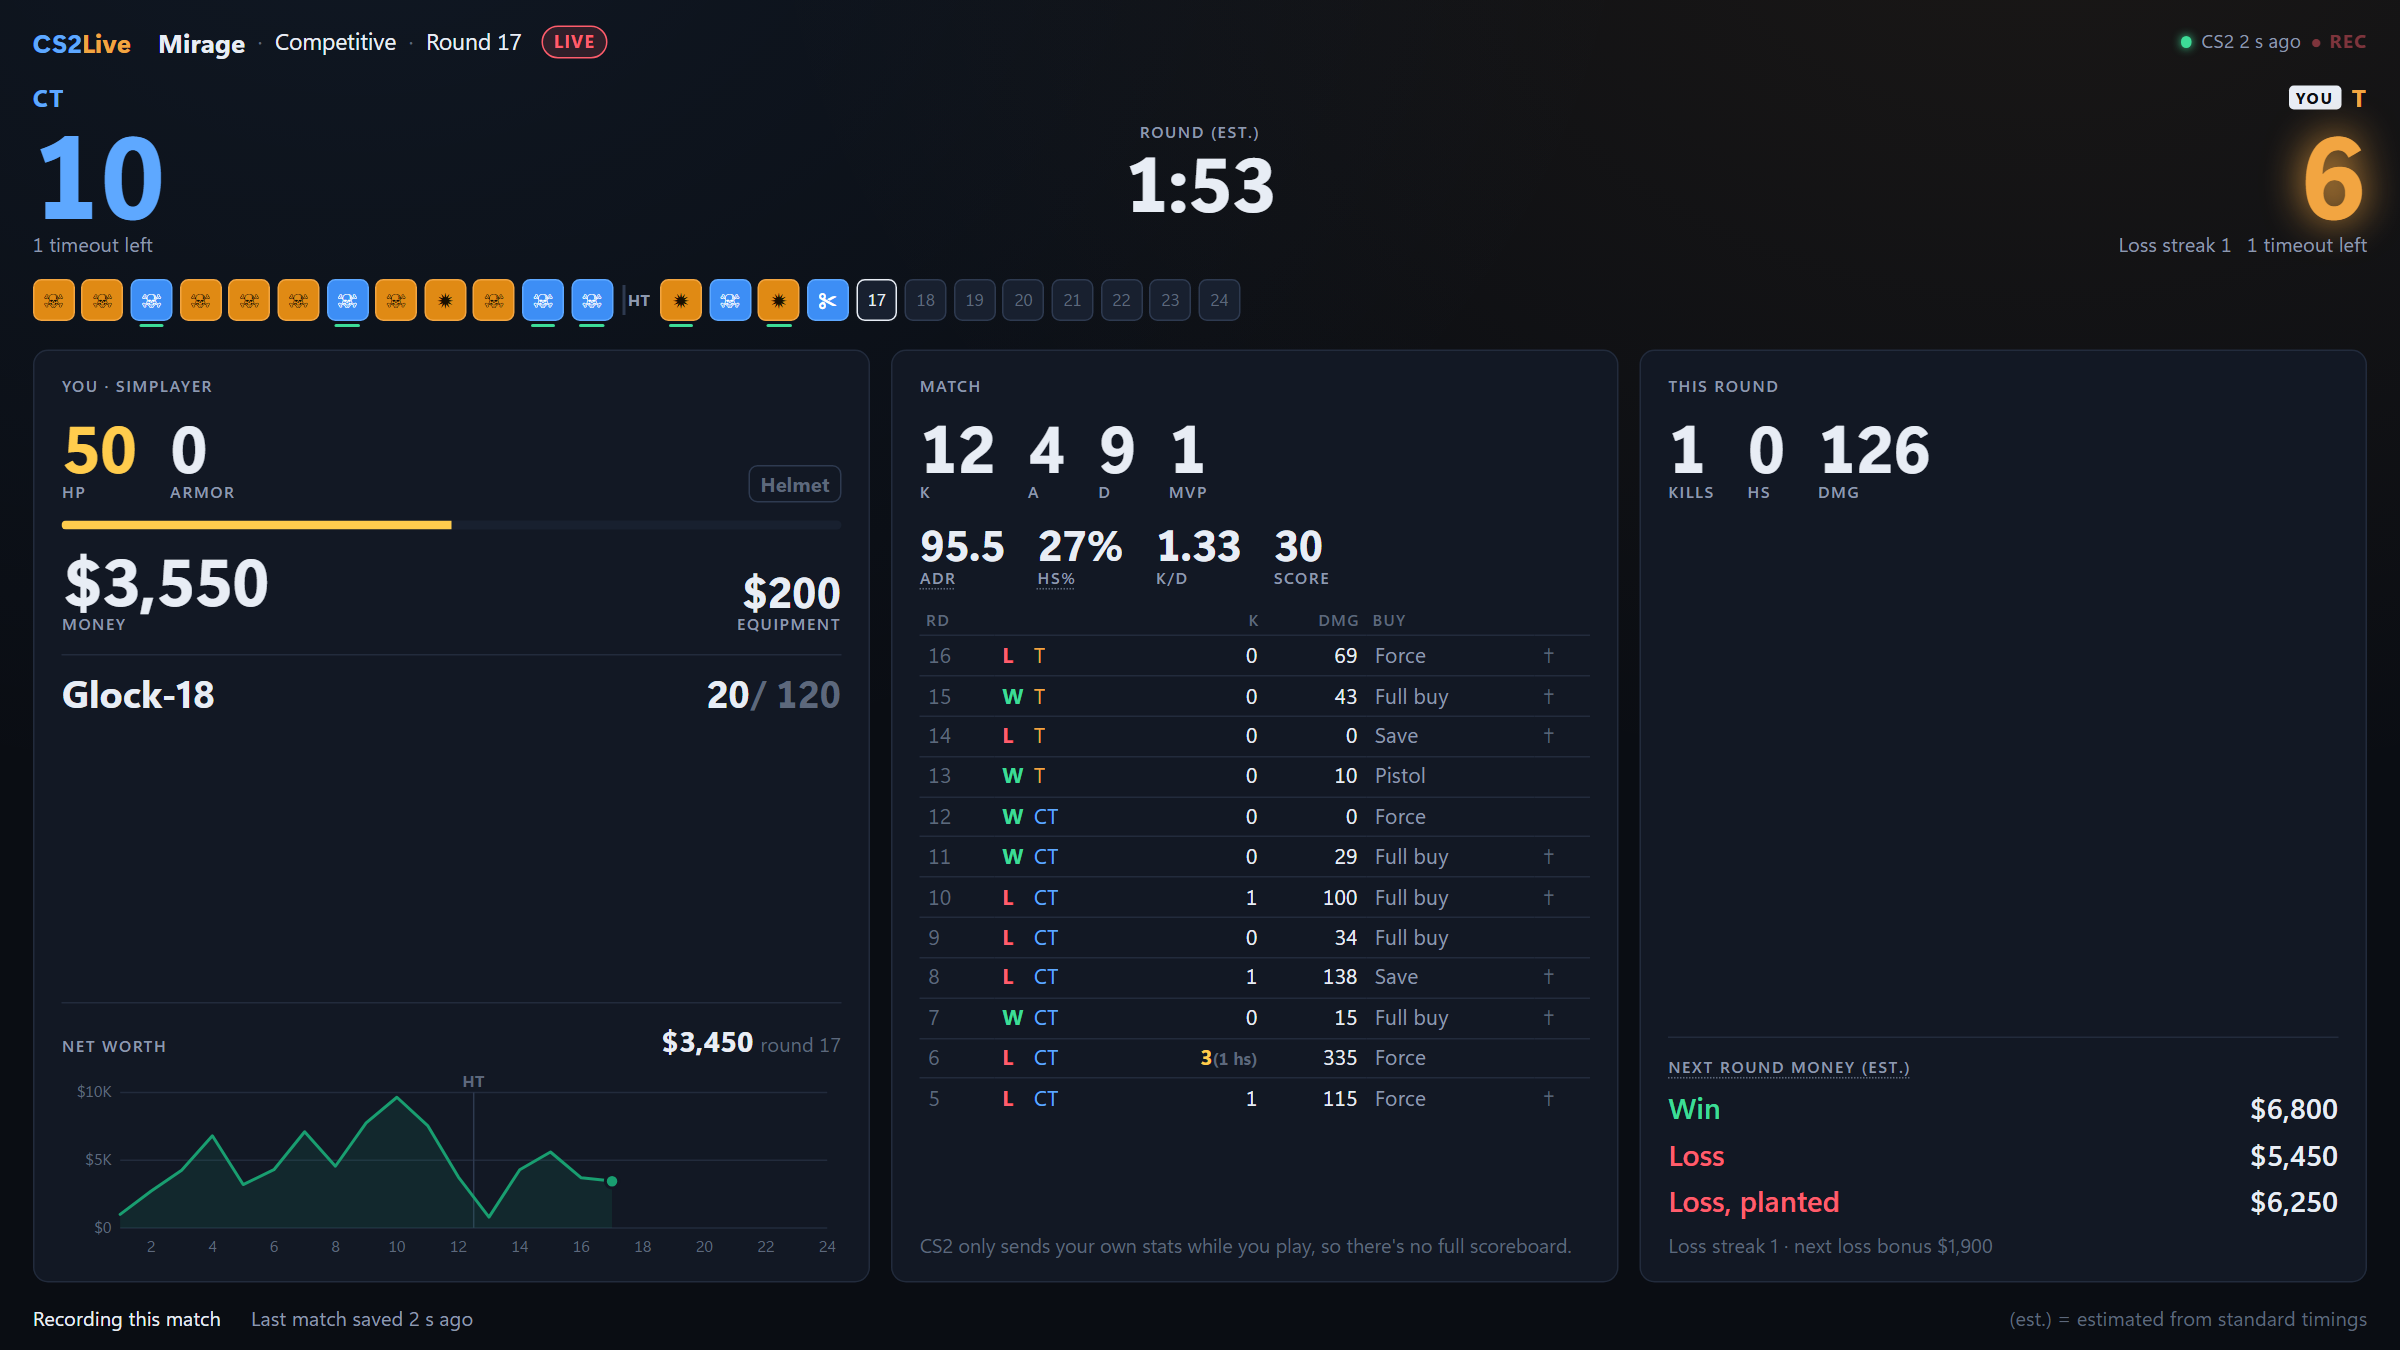 CS2Live Mirage · Competitive · Round 17 LIVE
CS2 2 s ago • REC
CT
YOU T
10
ROUND (EST.)
1:53
6
1 timeout left
Loss streak 1 1 timeout left
HT 17 18 19 20 21 22 23 24
YOU · SIMPLAYER
50 0
HP ARMOR
Helmet
$3,550
MONEY
$200
EQUIPMENT
Glock-18
20/ 120
NET WORTH
$3,450 round 17
HT
$10K
$5K
$0
2 4 6 8 10 12 14 16 18 20 22 24
MATCH
12 4 9 1
K A D MVP
95.5 27% 1.33 30
ADR HS% K/D SCORE
RD K DMG BUY
16 L T 0 69 Force †
15 W T 0 43 Full buy †
14 L T 0 0 Save †
13 W T 0 10 Pistol
12 W CT 0 0 Force
11 W CT 0 29 Full buy †
10 L CT 1 100 Full buy †
9 L CT 0 34 Full buy
8 L CT 1 138 Save †
7 W CT 0 15 Full buy †
6 L CT 3(1 hs) 335 Force
5 L CT 1 115 Force †
CS2 only sends your own stats while you play, so there's no full scoreboard.
THIS ROUND
1 0 126
KILLS HS DMG
NEXT ROUND MONEY (EST.)
Win $6,800
Loss $5,450
Loss, planted $6,250
Loss streak 1 · next loss bonus $1,900
Recording this match Last match saved 2 s ago
(est.) = estimated from standard timings